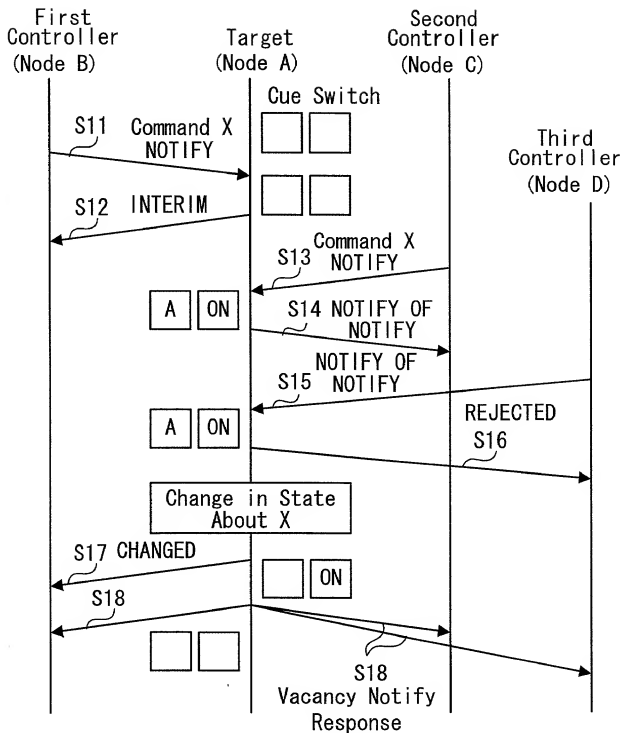 First
Controller
(Node B)
Target
(Node A)
Second
Controller
(Node C)
Cue Switch
Third
Controller
(Node D)
S11
Command X
NOTIFY
S12
INTERIM
Command X
S13
NOTIFY
A ON
S14 NOTIFY OF
NOTIFY
NOTIFY OF
S15
NOTIFY
REJECTED
A ON
S16
Change in State
About X
S17 CHANGED
ON
S18
S18
Vacancy Notify
Response